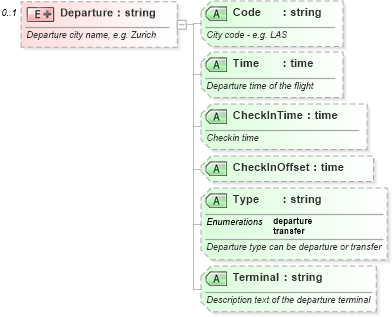 0..1
E
Departure : string
Departure city name, e.g. Zurich
A
Code : string
City code - e.g. LAS
A
Time : time
Departure time of the flight
A
CheckInTime : time
Checkin time
A
CheckInOffset : time
A
Type : string
Enumerations departure
transfer
Departure type can be departure or transfer
A
Terminal : string
Description text of the departure terminal